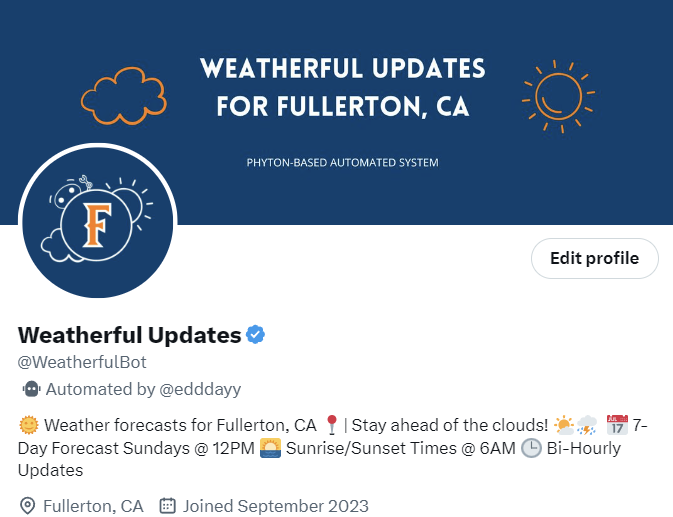 WEATHERFUL UPDATES
FOR FULLERTON, CA
PHYTON-BASED AUTOMATED SYSTEM
F
Edit profile
Weatherful Updates
@WeatherfulBot
Automated by @edddayy
🌞 Weather forecasts for Fullerton, CA 📍 | Stay ahead of the clouds! 🌤️⛈️ 📅 7-
Day Forecast Sundays @ 12PM 🌅 Sunrise/Sunset Times @ 6AM 🕒 Bi-Hourly
Updates
Fullerton, CA Joined September 2023